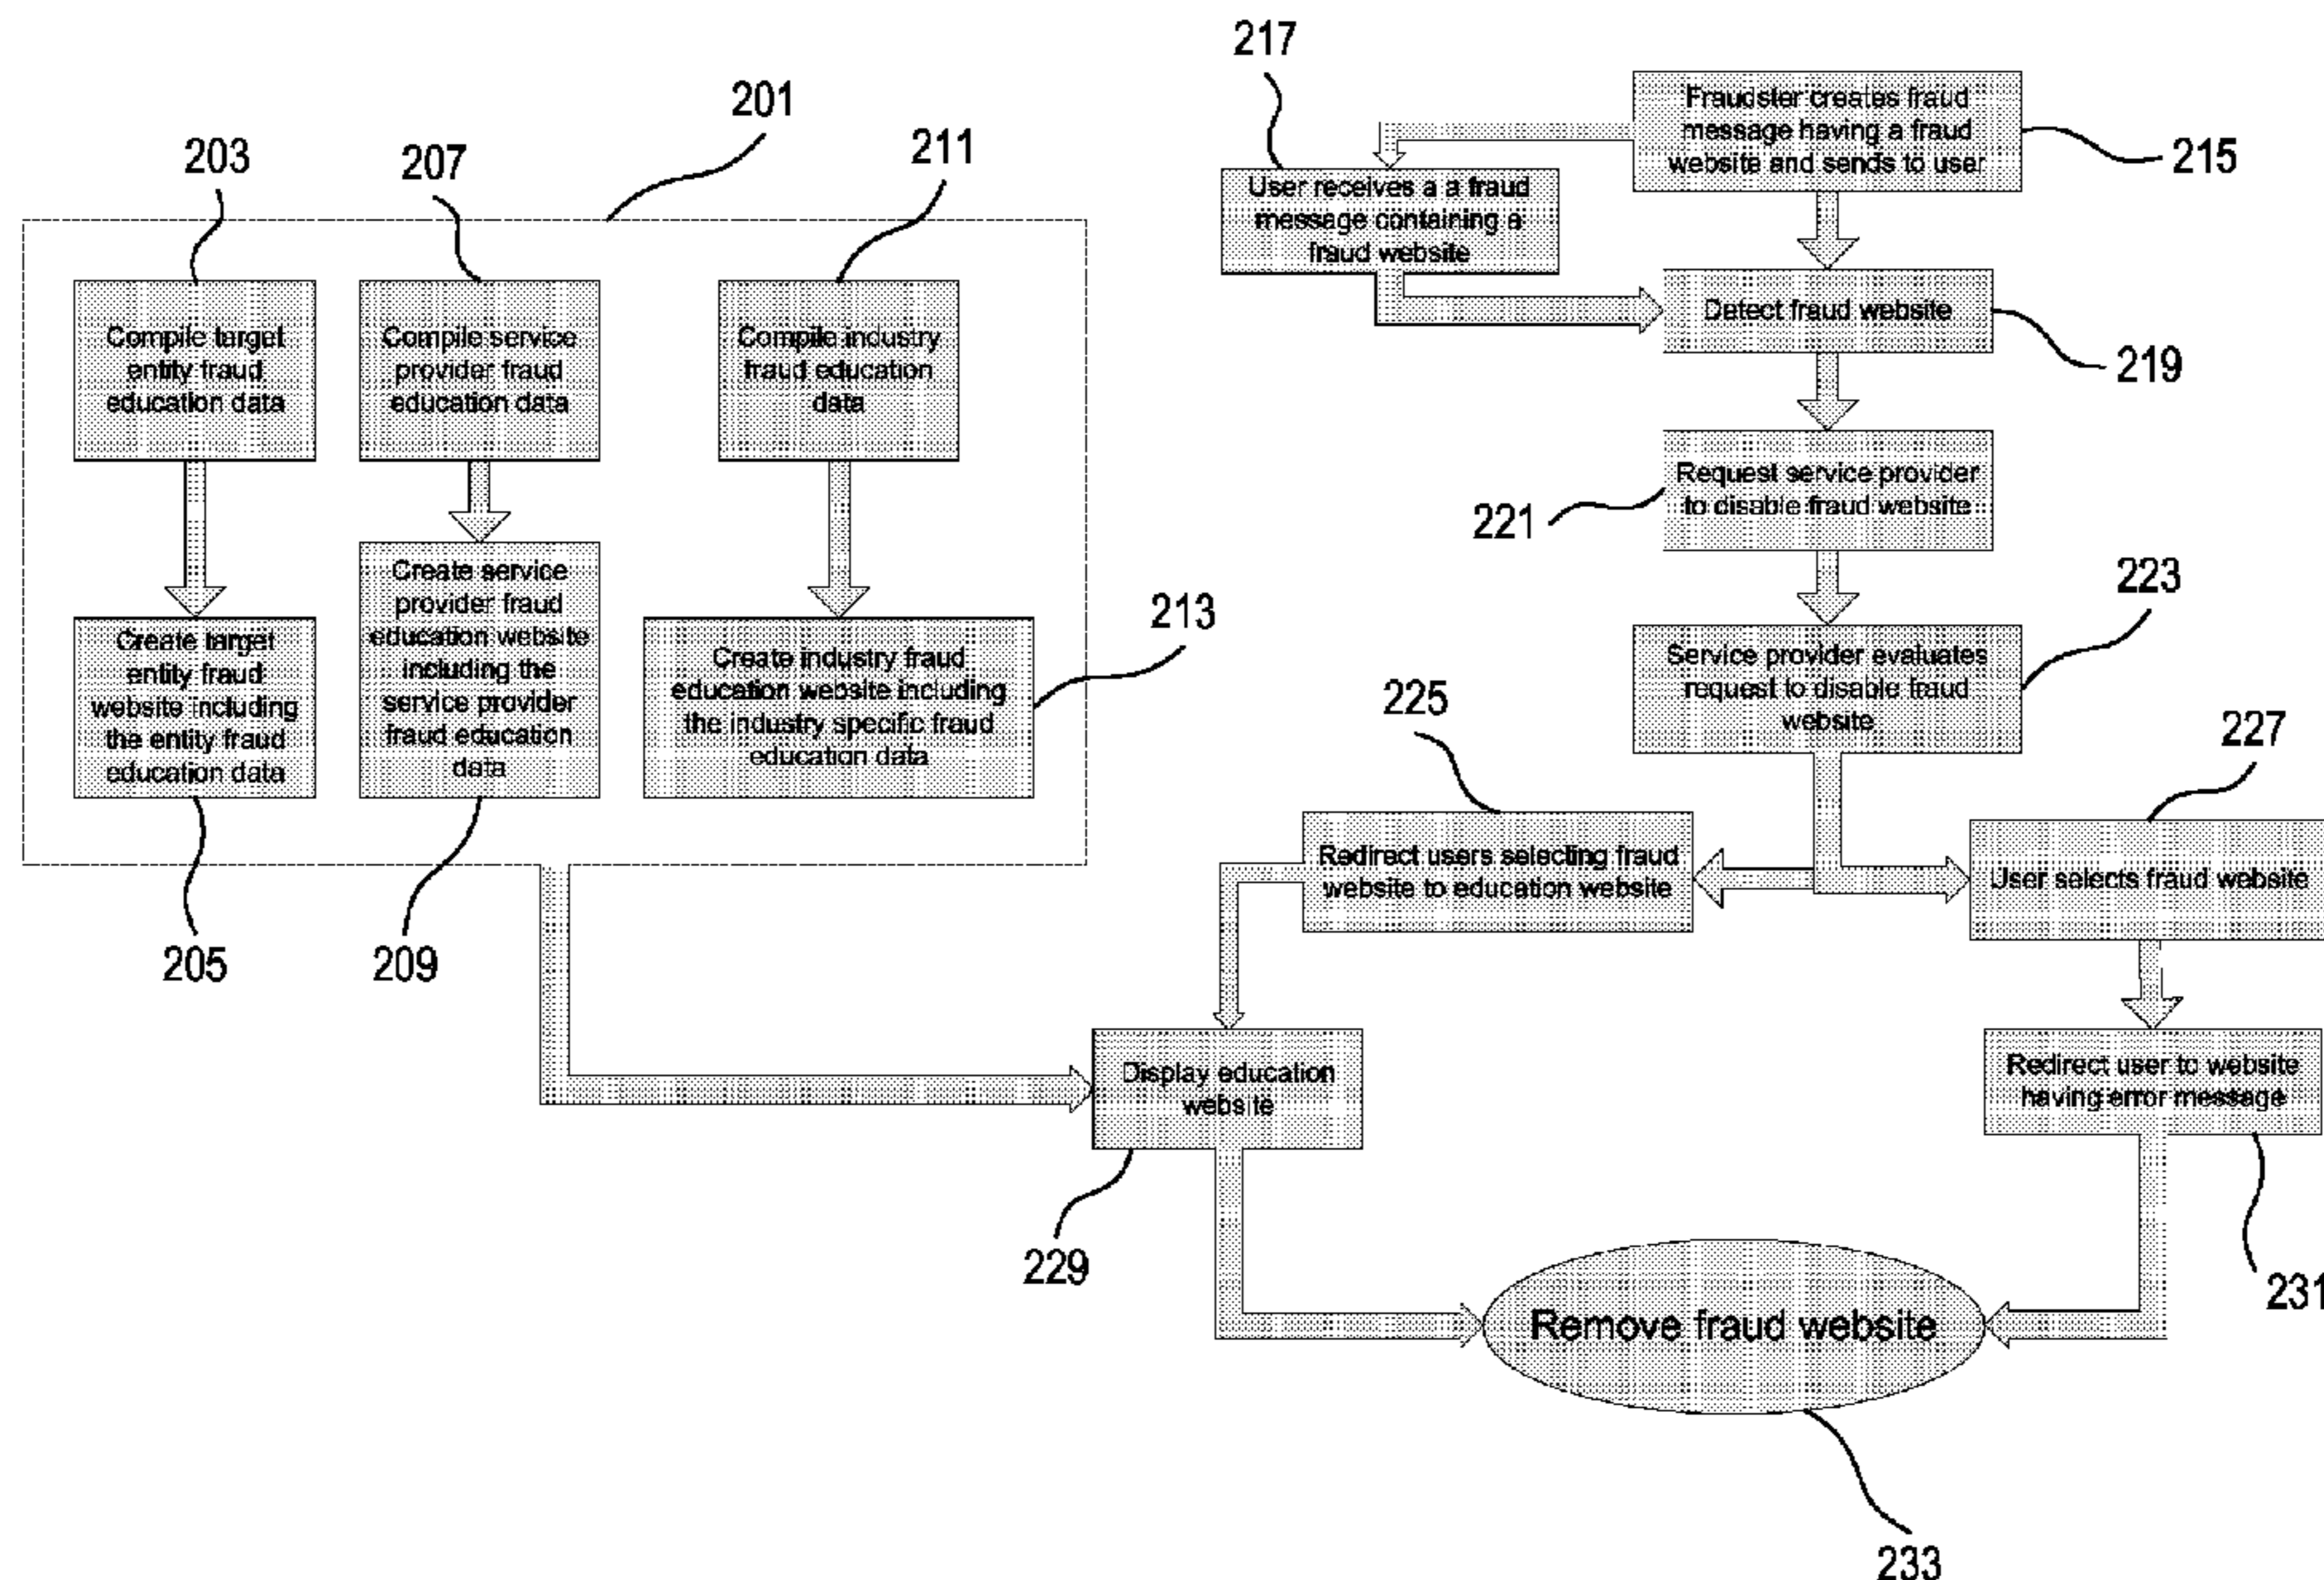 201
203
207
211
Compile target
entity fraud
education data
Compile service
provider fraud
education data
Compile industry
fraud education
data
Create target
entity fraud
website including
the entity fraud
education data
Create service
provider fraud
education website
including the
service provider
fraud education
data
Create industry fraud
education website including
the industry specific fraud
education data
213
205
209
217
Fraudster creates fraud
message having a fraud
website and sends to user
215
User receives a a fraud
message containing a
fraud website
Detect fraud website
219
Request service provider
to disable fraud website
221
223
Service provider evaluates
request to disable fraud
website
225
227
Redirect users selecting fraud
website to education website
User selects fraud website
Display education
website
229
Redirect user to website
having error message
231
Remove fraud website
233